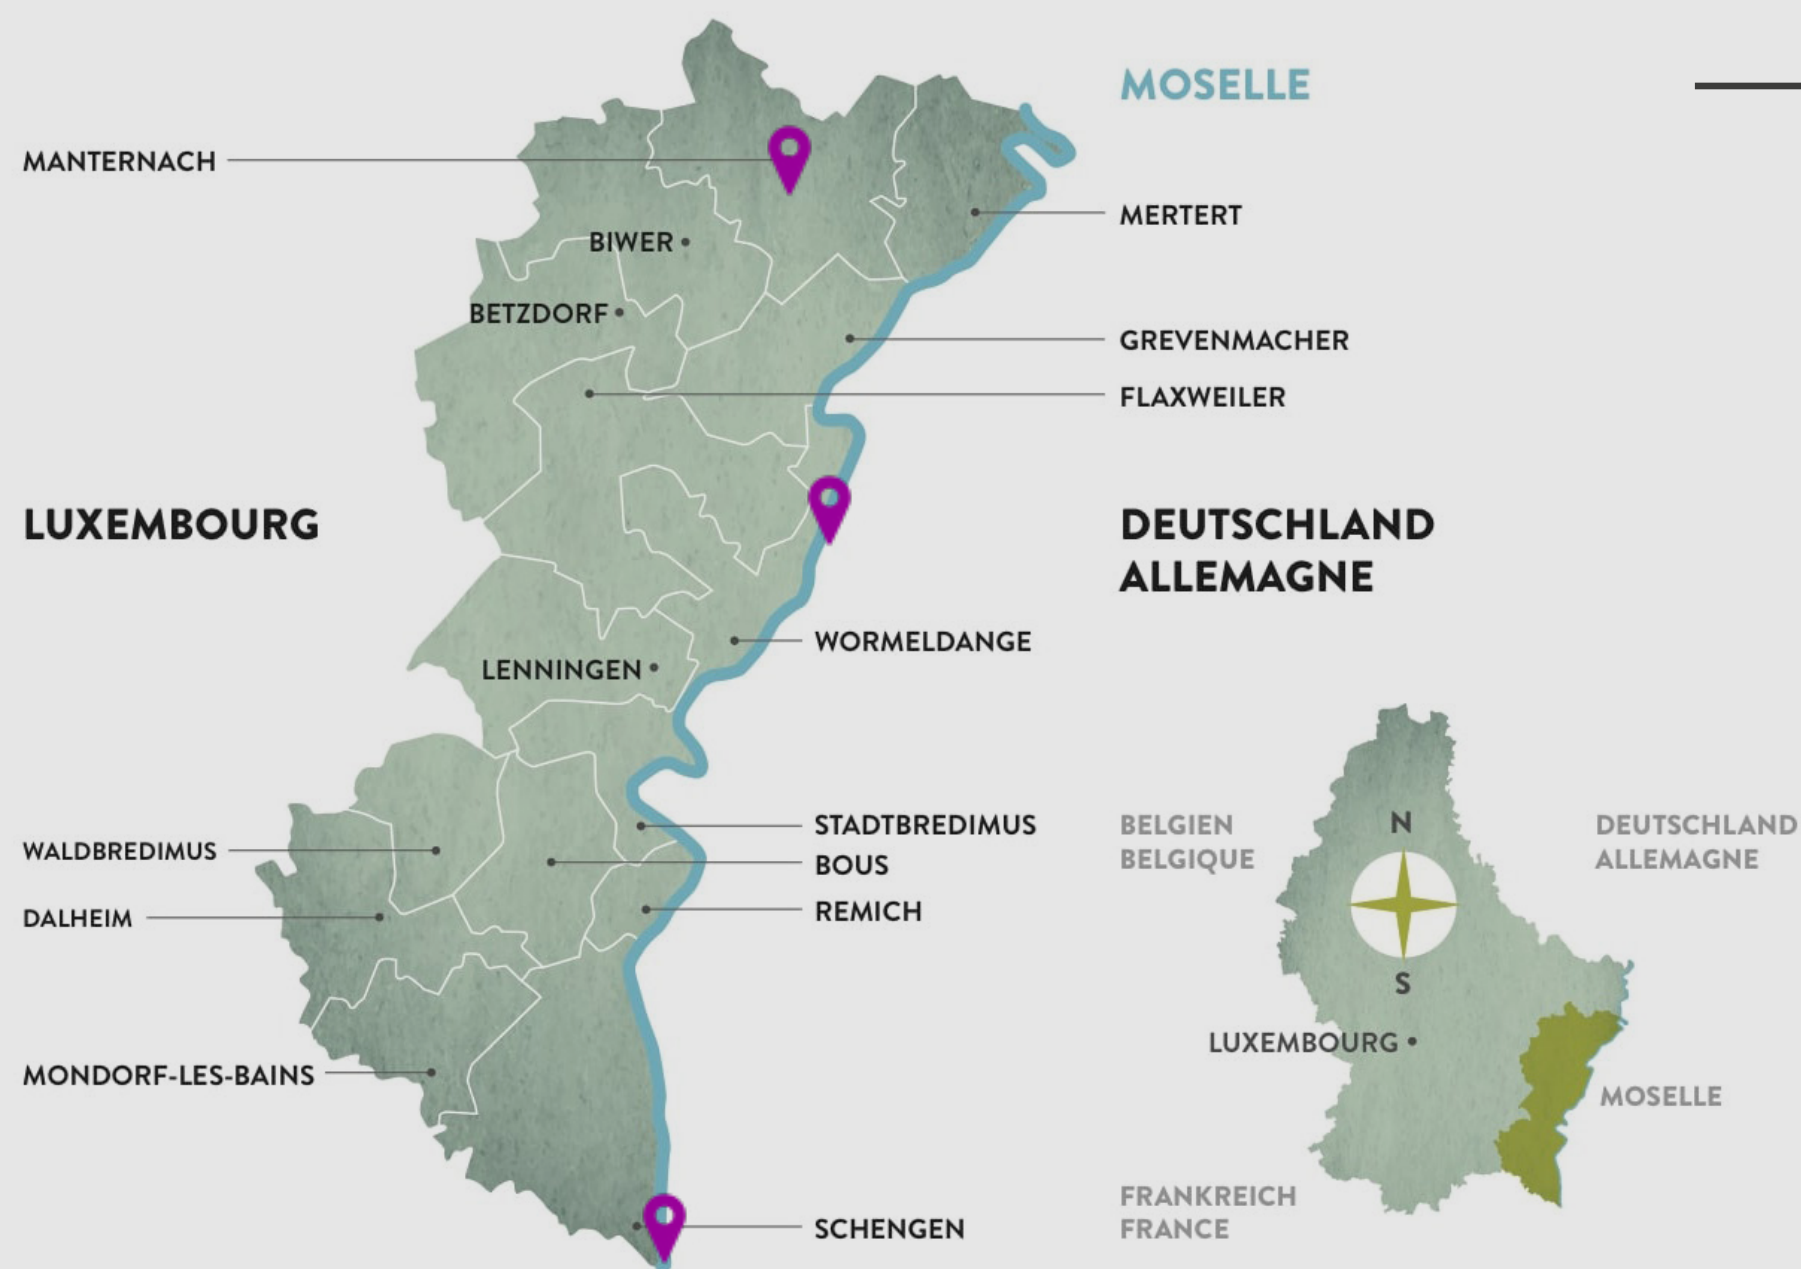 MOSELLE
MANTERNACH
MERTERT
BIWER
BETZDORF
GREVENMACHER
FLAXWEILER
LUXEMBOURG
DEUTSCHLAND
ALLEMAGNE
WORMELDANGE
LENNINGEN
STADTBREDIMUS
WALDBREDIMUS
BOUS
DALHEIM
REMICH
MONDORF-LES-BAINS
SCHENGEN
BELGIEN
BELGIQUE
N
DEUTSCHLAND
ALLEMAGNE
S
LUXEMBOURG
MOSELLE
FRANKREICH
FRANCE